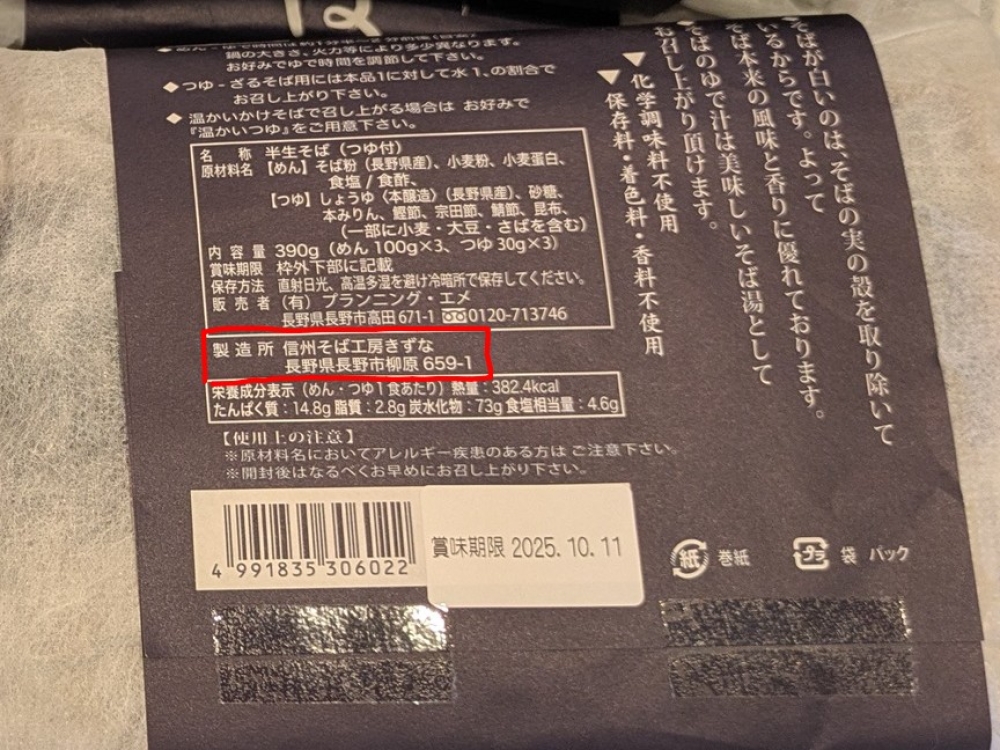 鍋の大きさ、火力等により多少異なります。
お好みでゆで時間を調節して下さい。
◆つゆ - ざるそば用には本品1に対して水1、の割合で
お召し上がり下さい。
◆温かいかけそばで召し上がる場合は お好みで
『温かいつゆ』をご用意下さい。
名 称 半生そば（つゆ付）
原材料名 【めん】そば粉（長野県産）、小麦粉、小麦蛋白、
食塩 / 食酢、
【つゆ】しょうゆ〈本醸造〉（長野県産）、砂糖、
本みりん、鰹節、宗田節、鯖節、昆布、
（一部に小麦・大豆・さばを含む）
内 容 量 390g（めん 100g×3、つゆ 30g×3）
賞味期限 枠外下部に記載
保存方法 直射日光、高温多湿を避け冷暗所で保存してください。
販 売 者 （有）プランニング・エメ
長野県長野市高田 671-1 0120-713746
製 造 所 信州そば工房きずな
長野県長野市柳原 659-1
栄養成分表示（めん・つゆ1食あたり）熱量：382.4kcal
たんぱく質：14.8g 脂質：2.8g 炭水化物：73g 食塩相当量：4.6g
【使用上の注意】
※原材料名においてアレルギー疾患のある方は ご注意下さい。
※開封後はなるべくお早めにお召し上がり下さい。
4 991835 306022
賞味期限 2025.10.11
そばが白いのは、そばの実の殻を取り除いて
いるからです。よって
そば本来の風味と香りに優れております。
そばのゆで汁は美味しいそば湯として
お召し上がり頂けます。
▼化学調味料不使用
▼保存料・着色料・香料不使用
紙 巻紙
プラ 袋 パック